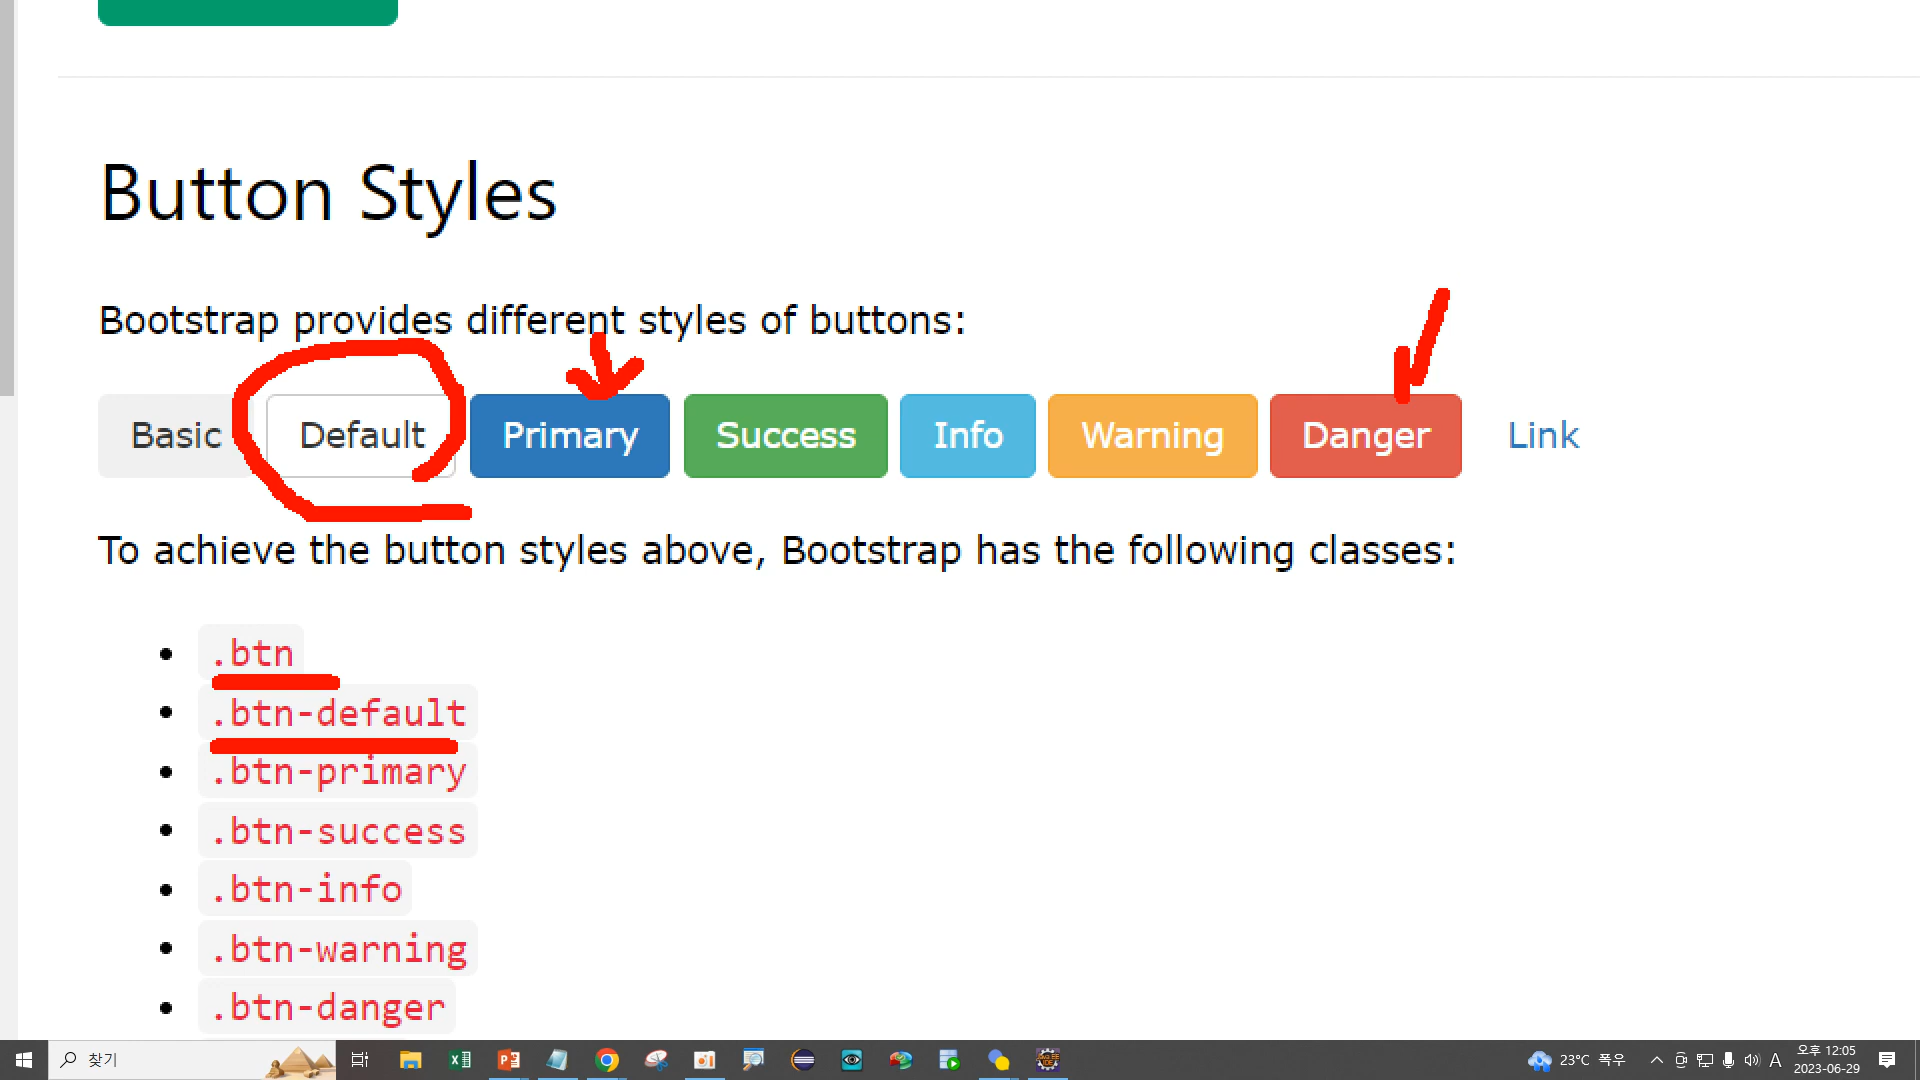 Button Styles
Bootstrap provides different styles of buttons:
Basic Default Primary Success Info Warning Danger Link
To achieve the button styles above, Bootstrap has the following classes:
.btn
.btn-default
.btn-primary
.btn-success
.btn-info
.btn-warning
.btn-danger
찾기
23°C 폭우
A
오후 12:05
2023-06-29